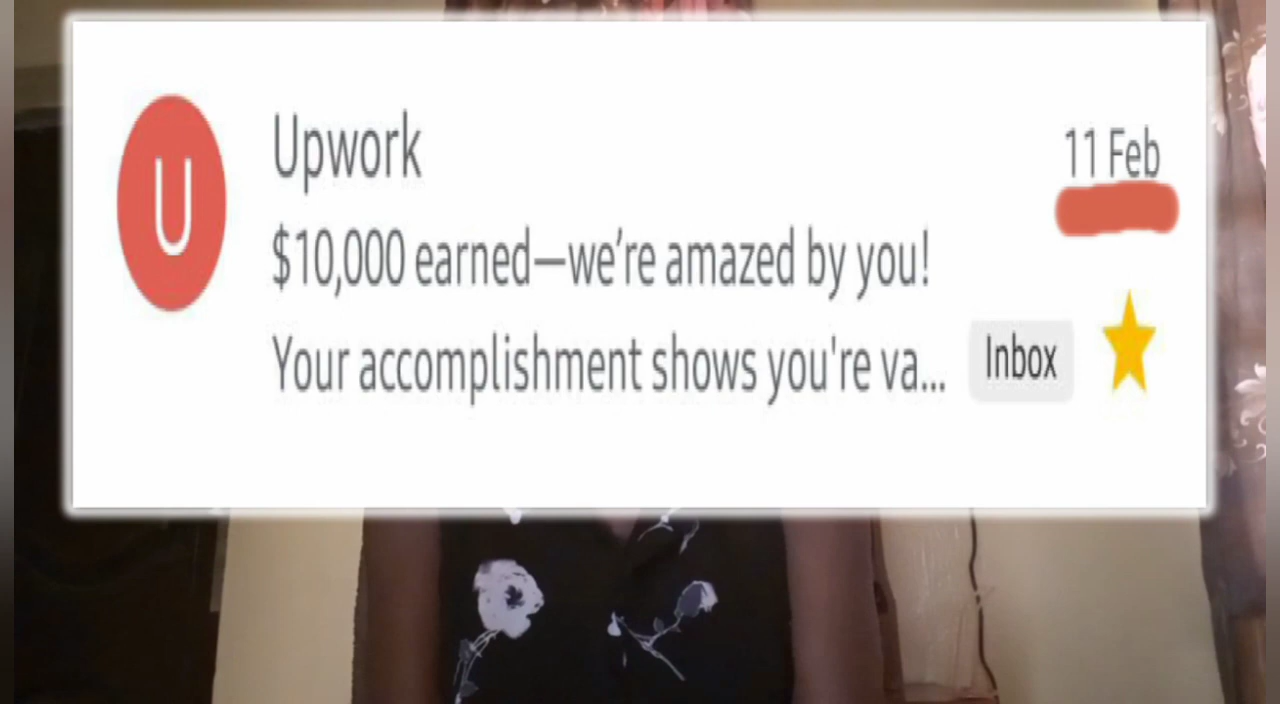 U
Upwork
11 Feb
$10,000 earned—we’re amazed by you!
Your accomplishment shows you're va...
Inbox